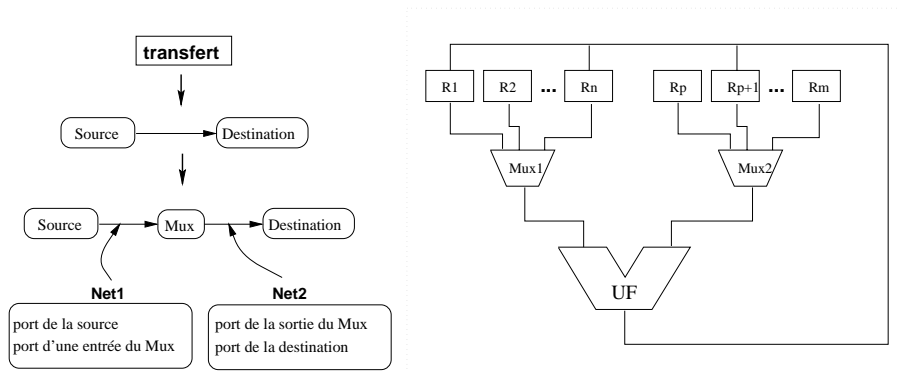 transfert
Source
Destination
Source
Mux
Destination
Net1
port de la source
port d'une entrée du Mux
Net2
port de la sortie du Mux
port de la destination
R1 R2 ... Rn Rp Rp+1 ... Rm
Mux1 Mux2
UF